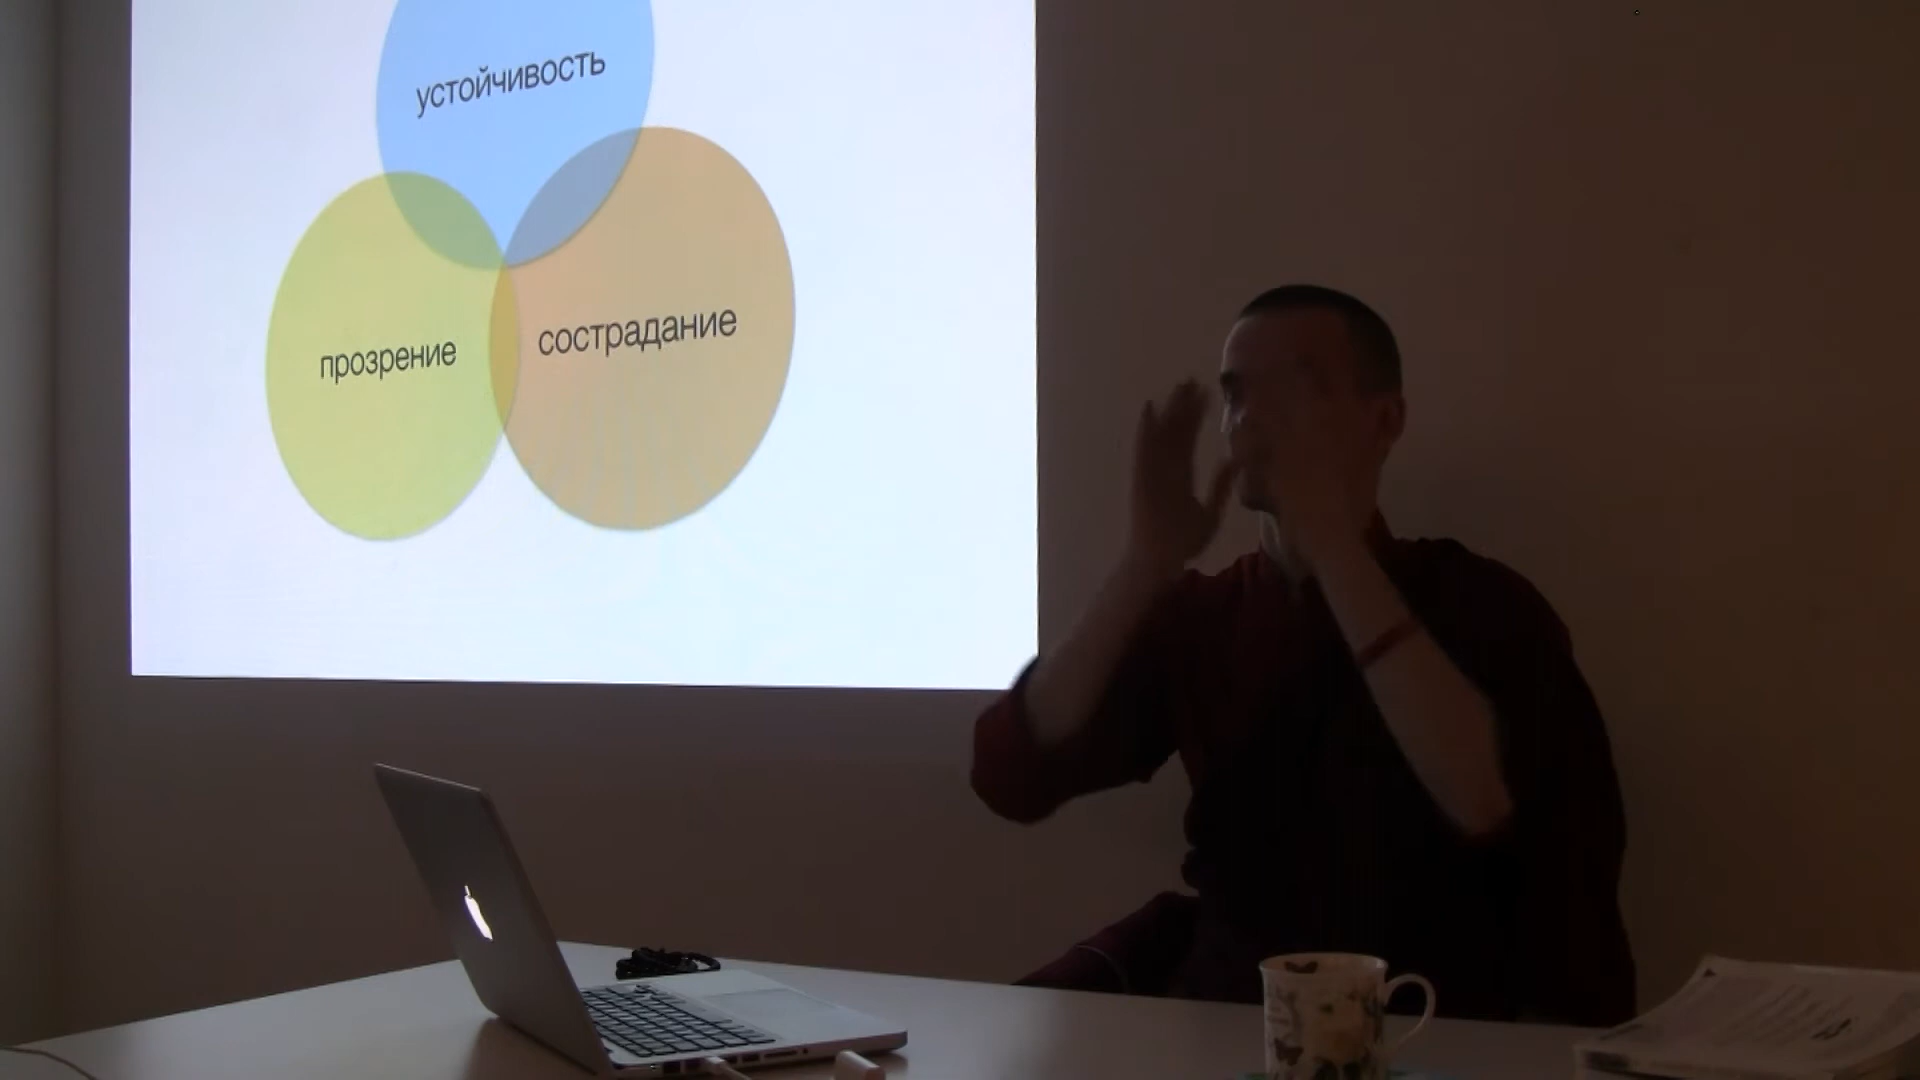 устойчивость
сострадание
прозрение